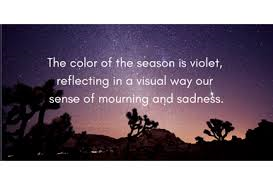 The color of the season is violet,
reflecting in a visual way our
sense of mourning and sadness.